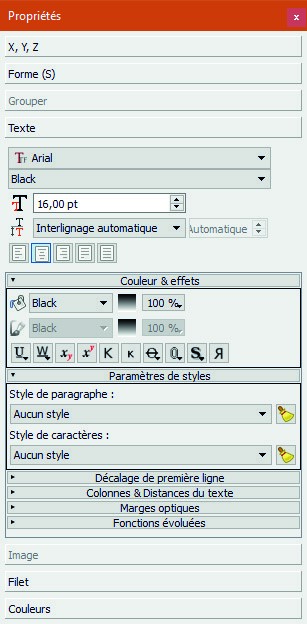 Propriétés
X, Y, Z
Forme (S)
Grouper
Texte
Arial
Black
16,00 pt
Interlignage automatique Automatique
Couleur & effets
Black 100 %
Black 100 %
U W xy xy K K O O S Я
Paramètres de styles
Style de paragraphe :
Aucun style
Style de caractères :
Aucun style
Décalage de première ligne
Colonnes & Distances du texte
Marges optiques
Fonctions évoluées
Image
Filet
Couleurs